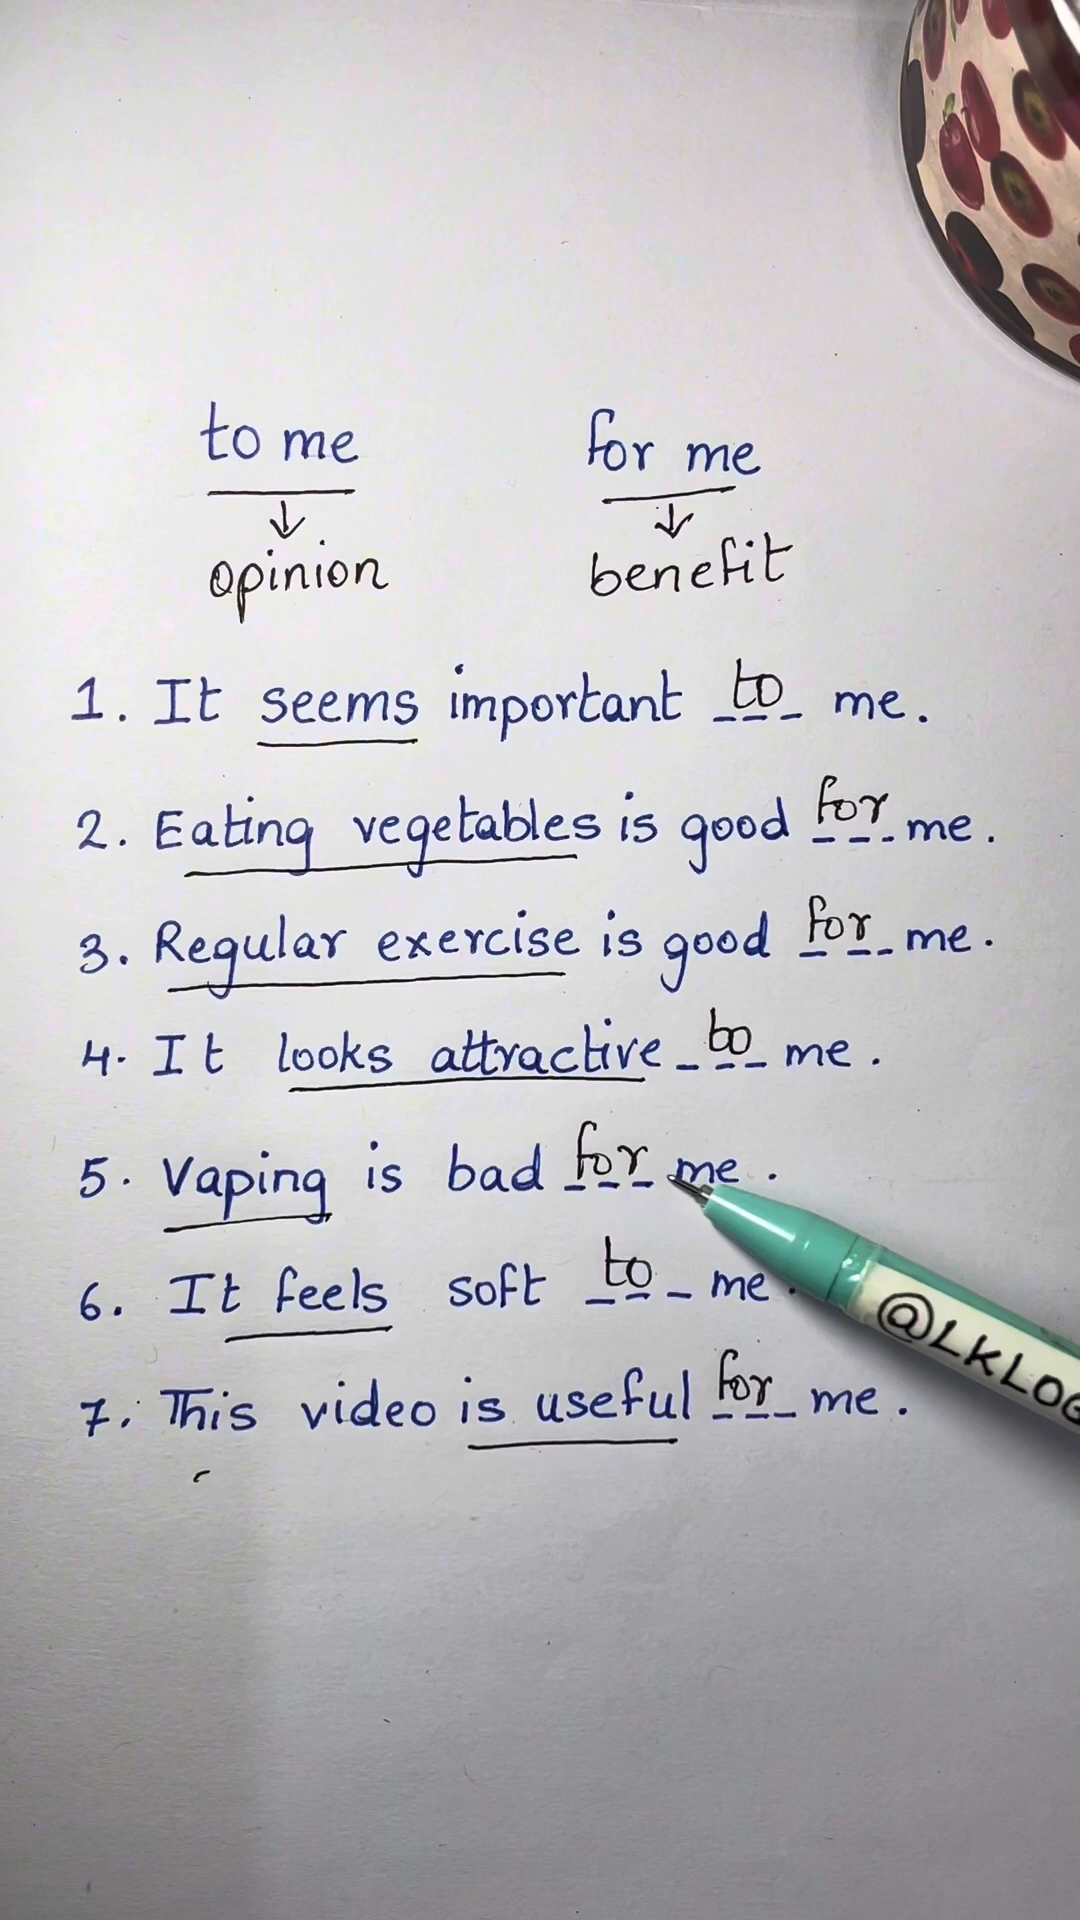 to me for me
opinion benefit
1. It seems important to me.
2. Eating vegetables is good for me.
3. Regular exercise is good for me.
4. It looks attractive to me.
5. Vaping is bad for me.
6. It feels soft to me.
7. This video is useful for me.
@LKLOG